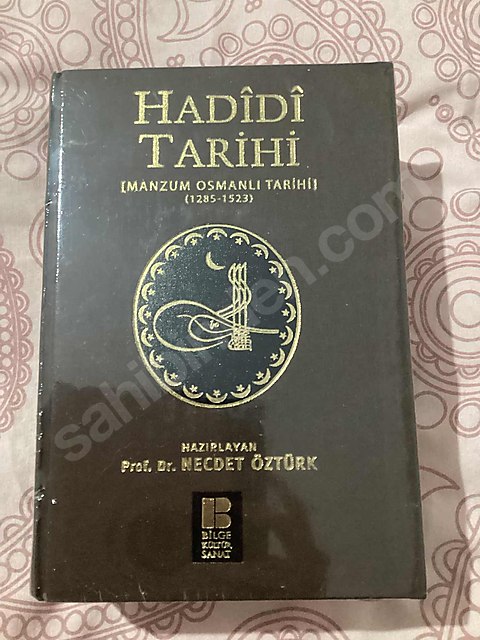 HADÎDÎ
TARİHİ
[MANZUM OSMANLI TARİHİ]
(1285-1523)
HAZIRLAYAN
Prof. Dr. NECDET ÖZTÜRK
BİLGE
KÜLTÜR
SANAT
sahibinden.com